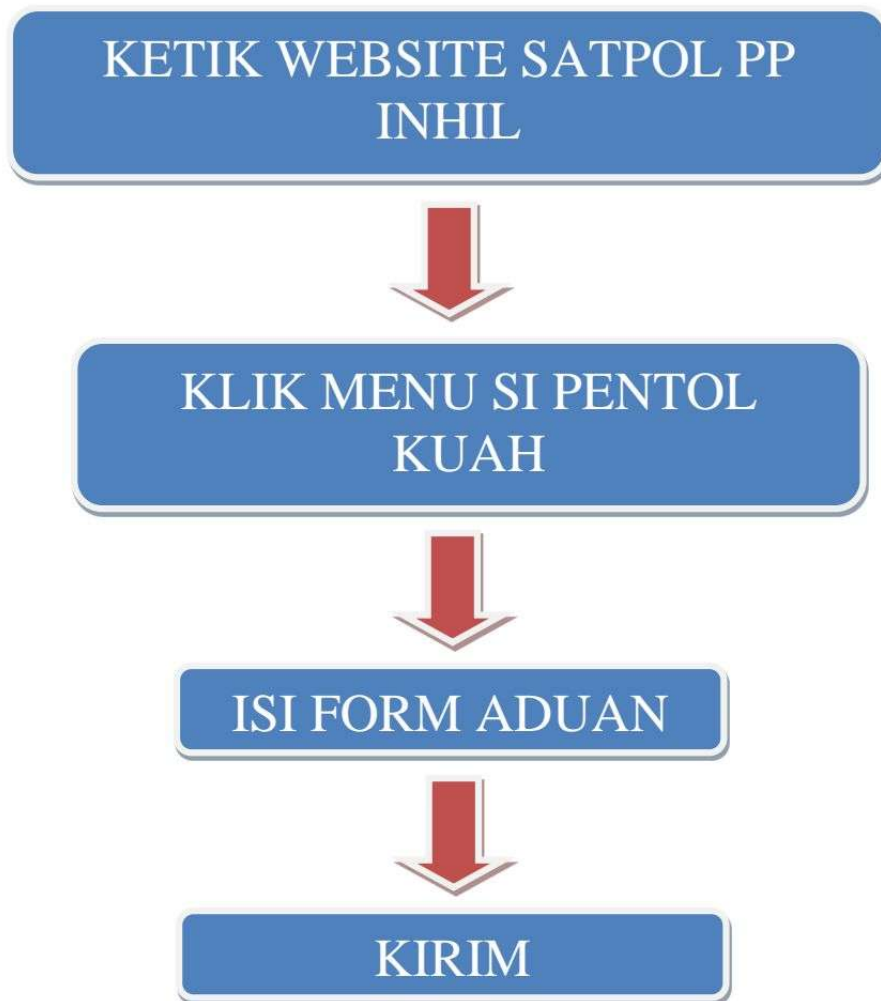 KETIK WEBSITE SATPOL PP
INHIL
KLIK MENU SI PENTOL
KUAH
ISI FORM ADUAN
KIRIM